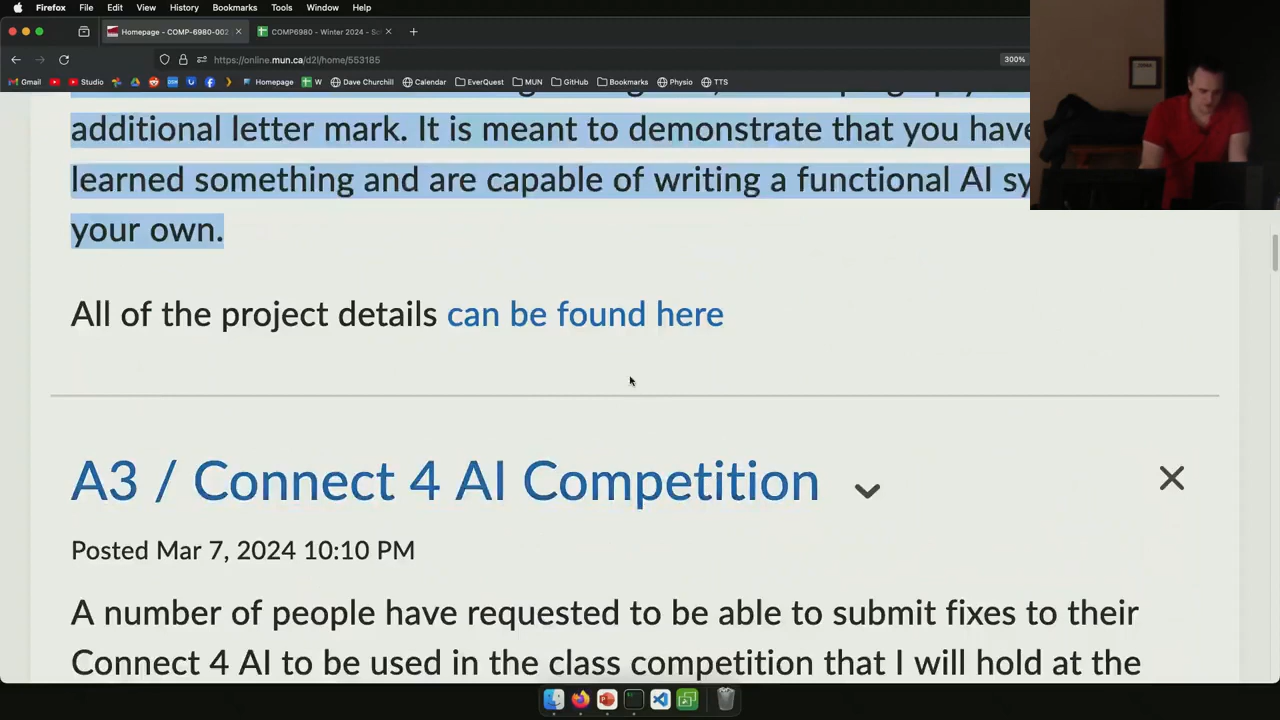 Firefox File Edit View History Bookmarks Tools Window Help
Homepage - COMP-6980-002
COMP6980 - Winter 2024 - Sc
https://online.mun.ca/d2l/home/553185
300%
Gmail Studio W Homepage Dave Churchill Calendar EverQuest MUN GitHub Bookmarks Physio TTS
additional letter mark. It is meant to demonstrate that you have
learned something and are capable of writing a functional AI sy
your own.
All of the project details can be found here
A3 / Connect 4 AI Competition
Posted Mar 7, 2024 10:10 PM
A number of people have requested to be able to submit fixes to their
Connect 4 AI to be used in the class competition that I will hold at the